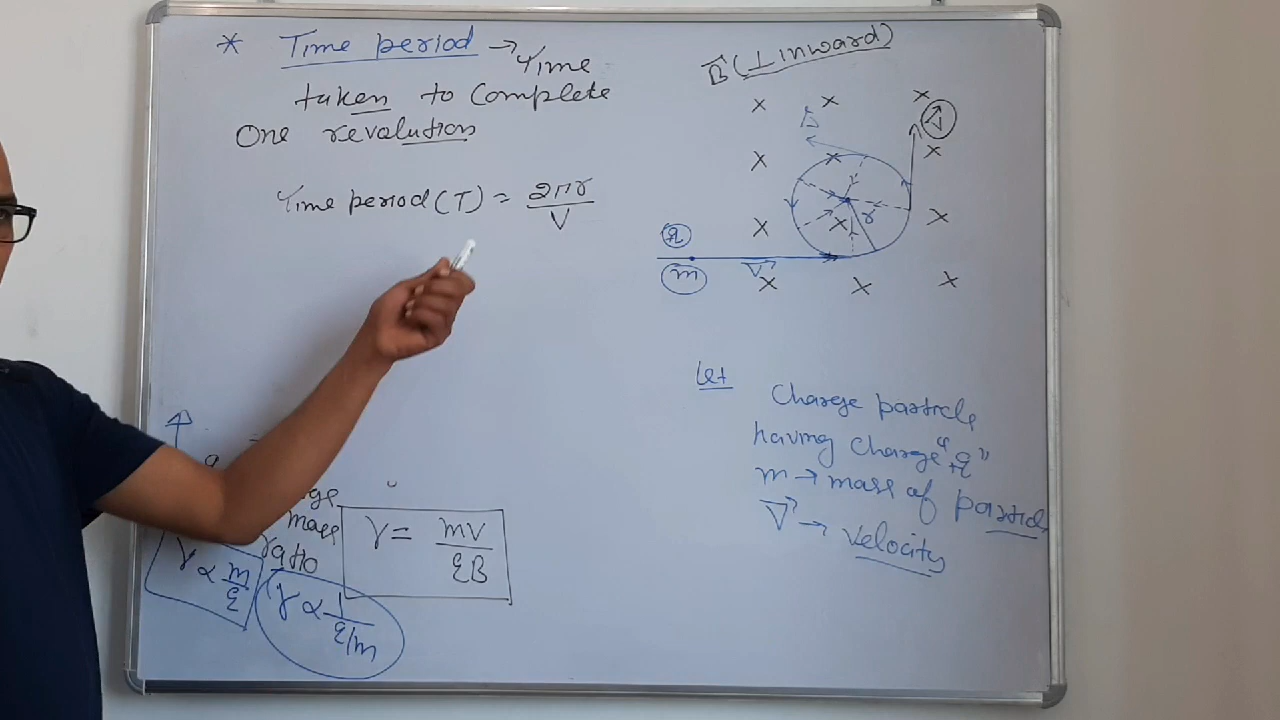 * Time period → Time
taken to complete
One revalution
Time period (T) = 2πr/V
mass
ratio
r ∝ m/q
r ∝ 1/q/m
r = mV/qB
B⃗ (⊥ inward)
x x x
V⃗
x x x
r
x x x
q
m
V⃗
x x x
Let
Charge particle
having charge "+q"
m → mass of particle
V⃗ → Velocity